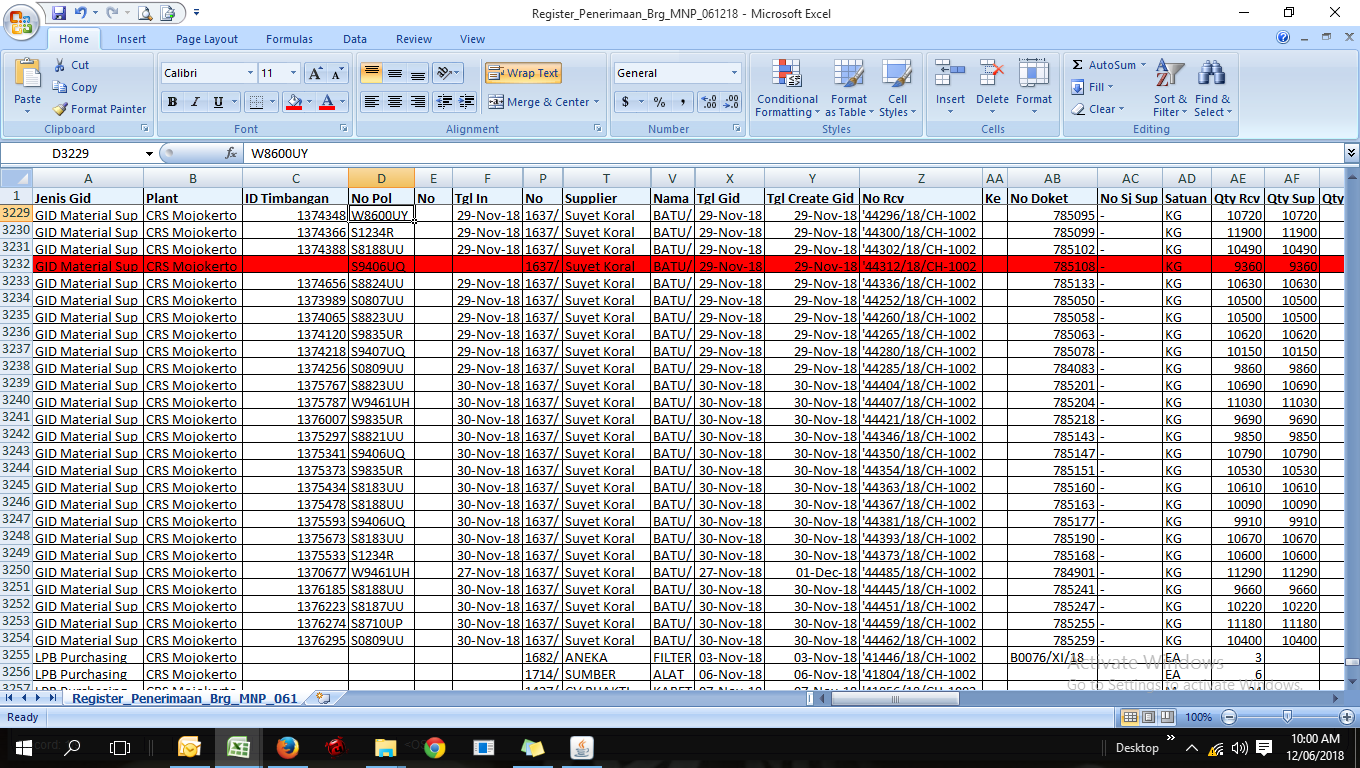 Register_Penerimaan_Brg_MNP_061218 - Microsoft Excel
Home Insert Page Layout Formulas Data Review View
Paste Cut Copy Format Painter Clipboard
Calibri 11 B I U Font
Wrap Text Merge & Center Alignment
General $ % , Number
Conditional Formatting Format as Table Cell Styles Styles
Insert Delete Format Cells
AutoSum Fill Clear Sort & Filter Find & Select Editing
D3229 fx W8600UY
A B C D E F P T V X Y Z AA AB AC AD AE AF
1 Jenis Gid Plant ID Timbangan No Pol No Tgl In No Supplier Nama Tgl Gid Tgl Create Gid No Rcv Ke No Doket No Sj Sup Satuan Qty Rcv Qty Sup Qty
3229 GID Material Sup CRS Mojokerto 1374348 W8600UY 29-Nov-18 1637/ Suyet Koral BATU/ 29-Nov-18 29-Nov-18 '44296/18/CH-1002 785095 - KG 10720 10720
3230 GID Material Sup CRS Mojokerto 1374366 S1234R 29-Nov-18 1637/ Suyet Koral BATU/ 29-Nov-18 29-Nov-18 '44300/18/CH-1002 785099 - KG 11900 11900
3231 GID Material Sup CRS Mojokerto 1374388 S8188UU 29-Nov-18 1637/ Suyet Koral BATU/ 29-Nov-18 29-Nov-18 '44302/18/CH-1002 785102 - KG 10490 10490
3232 GID Material Sup CRS Mojokerto S9406UQ 1637/ Suyet Koral BATU/ 29-Nov-18 29-Nov-18 '44312/18/CH-1002 785108 - KG 9360 9360
3233 GID Material Sup CRS Mojokerto 1374656 S8824UU 29-Nov-18 1637/ Suyet Koral BATU/ 29-Nov-18 29-Nov-18 '44336/18/CH-1002 785133 - KG 10630 10630
3234 GID Material Sup CRS Mojokerto 1373989 S0807UU 29-Nov-18 1637/ Suyet Koral BATU/ 29-Nov-18 29-Nov-18 '44252/18/CH-1002 785050 - KG 10500 10500
3235 GID Material Sup CRS Mojokerto 1374065 S8823UU 29-Nov-18 1637/ Suyet Koral BATU/ 29-Nov-18 29-Nov-18 '44260/18/CH-1002 785058 - KG 10500 10500
3236 GID Material Sup CRS Mojokerto 1374120 S9835UR 29-Nov-18 1637/ Suyet Koral BATU/ 29-Nov-18 29-Nov-18 '44265/18/CH-1002 785063 - KG 10620 10620
3237 GID Material Sup CRS Mojokerto 1374218 S9407UQ 29-Nov-18 1637/ Suyet Koral BATU/ 29-Nov-18 29-Nov-18 '44280/18/CH-1002 785078 - KG 10150 10150
3238 GID Material Sup CRS Mojokerto 1374256 S0809UU 29-Nov-18 1637/ Suyet Koral BATU/ 29-Nov-18 29-Nov-18 '44285/18/CH-1002 784083 - KG 9860 9860
3239 GID Material Sup CRS Mojokerto 1375767 S8823UU 30-Nov-18 1637/ Suyet Koral BATU/ 30-Nov-18 30-Nov-18 '44404/18/CH-1002 785201 - KG 10690 10690
3240 GID Material Sup CRS Mojokerto 1375787 W9461UH 30-Nov-18 1637/ Suyet Koral BATU/ 30-Nov-18 30-Nov-18 '44407/18/CH-1002 785204 - KG 11030 11030
3241 GID Material Sup CRS Mojokerto 1376007 S9835UR 30-Nov-18 1637/ Suyet Koral BATU/ 30-Nov-18 30-Nov-18 '44421/18/CH-1002 785218 - KG 9690 9690
3242 GID Material Sup CRS Mojokerto 1375297 S8821UU 30-Nov-18 1637/ Suyet Koral BATU/ 30-Nov-18 30-Nov-18 '44346/18/CH-1002 785143 - KG 9850 9850
3243 GID Material Sup CRS Mojokerto 1375341 S9406UQ 30-Nov-18 1637/ Suyet Koral BATU/ 30-Nov-18 30-Nov-18 '44350/18/CH-1002 785147 - KG 10790 10790
3244 GID Material Sup CRS Mojokerto 1375373 S9835UR 30-Nov-18 1637/ Suyet Koral BATU/ 30-Nov-18 30-Nov-18 '44354/18/CH-1002 785151 - KG 10530 10530
3245 GID Material Sup CRS Mojokerto 1375434 S8183UU 30-Nov-18 1637/ Suyet Koral BATU/ 30-Nov-18 30-Nov-18 '44363/18/CH-1002 785160 - KG 10610 10610
3246 GID Material Sup CRS Mojokerto 1375478 S8188UU 30-Nov-18 1637/ Suyet Koral BATU/ 30-Nov-18 30-Nov-18 '44367/18/CH-1002 785163 - KG 10090 10090
3247 GID Material Sup CRS Mojokerto 1375593 S9406UQ 30-Nov-18 1637/ Suyet Koral BATU/ 30-Nov-18 30-Nov-18 '44381/18/CH-1002 785177 - KG 9910 9910
3248 GID Material Sup CRS Mojokerto 1375673 S8183UU 30-Nov-18 1637/ Suyet Koral BATU/ 30-Nov-18 30-Nov-18 '44393/18/CH-1002 785190 - KG 10670 10670
3249 GID Material Sup CRS Mojokerto 1375533 S1234R 30-Nov-18 1637/ Suyet Koral BATU/ 30-Nov-18 30-Nov-18 '44373/18/CH-1002 785168 - KG 10600 10600
3250 GID Material Sup CRS Mojokerto 1370677 W9461UH 27-Nov-18 1637/ Suyet Koral BATU/ 27-Nov-18 01-Dec-18 '44485/18/CH-1002 784901 - KG 11290 11290
3251 GID Material Sup CRS Mojokerto 1376185 S8188UU 30-Nov-18 1637/ Suyet Koral BATU/ 30-Nov-18 30-Nov-18 '44444/18/CH-1002 785241 - KG 9660 9660
3252 GID Material Sup CRS Mojokerto 1376223 S8187UU 30-Nov-18 1637/ Suyet Koral BATU/ 30-Nov-18 30-Nov-18 '44451/18/CH-1002 785247 - KG 10220 10220
3253 GID Material Sup CRS Mojokerto 1376274 S8710UP 30-Nov-18 1637/ Suyet Koral BATU/ 30-Nov-18 30-Nov-18 '44459/18/CH-1002 785255 - KG 11180 11180
3254 GID Material Sup CRS Mojokerto 1376295 S0809UU 30-Nov-18 1637/ Suyet Koral BATU/ 30-Nov-18 30-Nov-18 '44462/18/CH-1002 785259 - KG 10400 10400
3255 LPB Purchasing CRS Mojokerto 1682/ ANEKA FILTER 03-Nov-18 03-Nov-18 '41446/18/CH-1002 B0076/XI/18 EA 3
3256 LPB Purchasing CRS Mojokerto 1714/ SUMBER ALAT 06-Nov-18 06-Nov-18 '41804/18/CH-1002 EA 6
Activate Windows
Go to Settings to activate Windows.
Register_Penerimaan_Brg_MNP_061
Ready 100%
Desktop 10:00 AM
12/06/2018